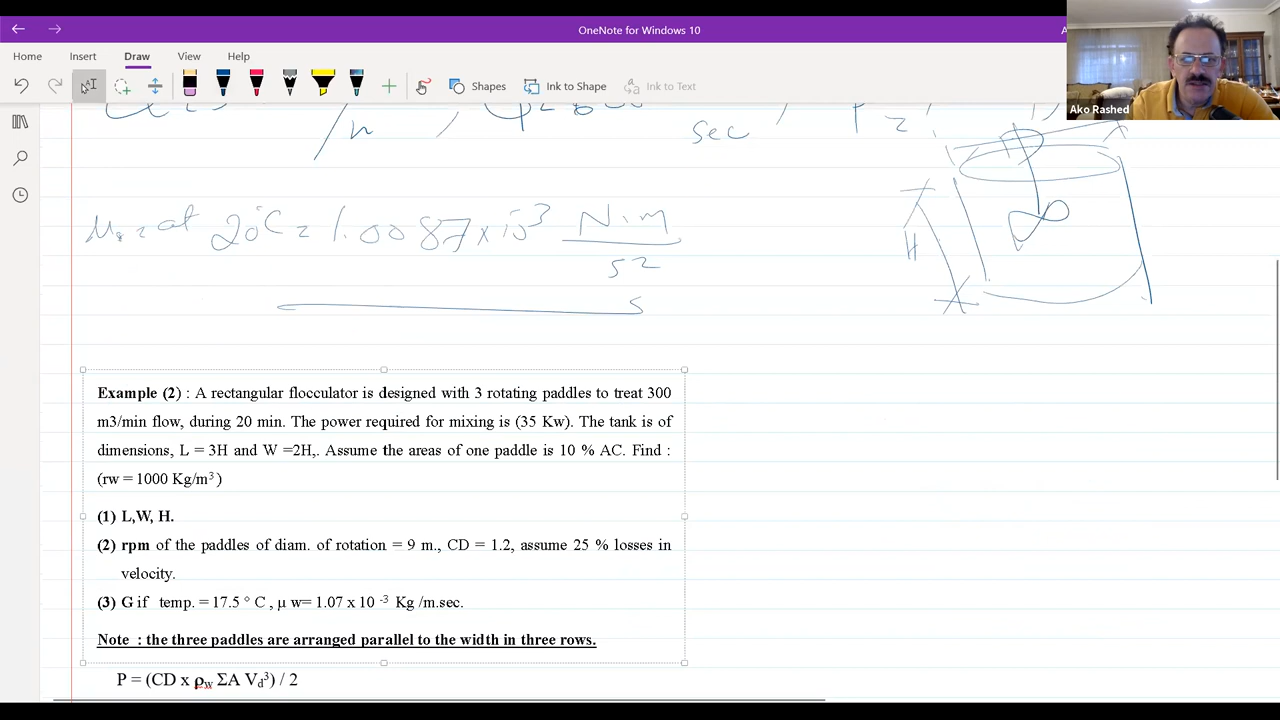 OneNote for Windows 10
Home Insert Draw View Help
Shapes Ink to Shape Ink to Text
Ako Rashed
sec
at 20°C = 1.0087 x 10^-3 N.m
s2
H
Example (2) : A rectangular flocculator is designed with 3 rotating paddles to treat 300
m3/min flow, during 20 min. The power required for mixing is (35 Kw). The tank is of
dimensions, L = 3H and W =2H,. Assume the areas of one paddle is 10 % AC. Find :
(rw = 1000 Kg/m³)
(1) L,W, H.
(2) rpm of the paddles of diam. of rotation = 9 m., CD = 1.2, assume 25 % losses in
velocity.
(3) G if temp. = 17.5 ° C , µ w= 1.07 x 10 -3 Kg /m.sec.
Note : the three paddles are arranged parallel to the width in three rows.
P = (CD x ρw ΣA Vd³) / 2